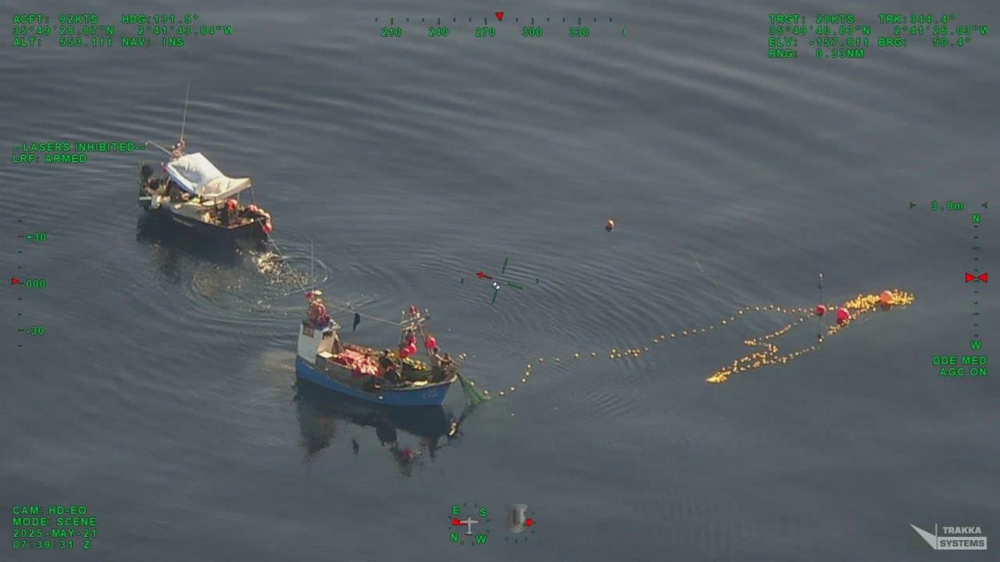 ACFT: 92KTS HDG:131.5°
35°49'28.87"N 2°41'43.84"W
ALT: 553.1ft NAV: INS
210 240 270 300 330
TRGT: 28KTS TRK:344.4°
35°49'40.83"N 2°41'26.03"W
ELV: -157.8ft BRG: 50.4°
RNG: 0.33NM
--LASERS INHIBITED--
LRF: ARMED
3.8m
N
+30
000
-30
W
DDE MED
AGC ON
CAM: HD-EO
MODE: SCENE
2025-MAY-21
07:39:31 Z
E S
N W
TRAKKA
SYSTEMS